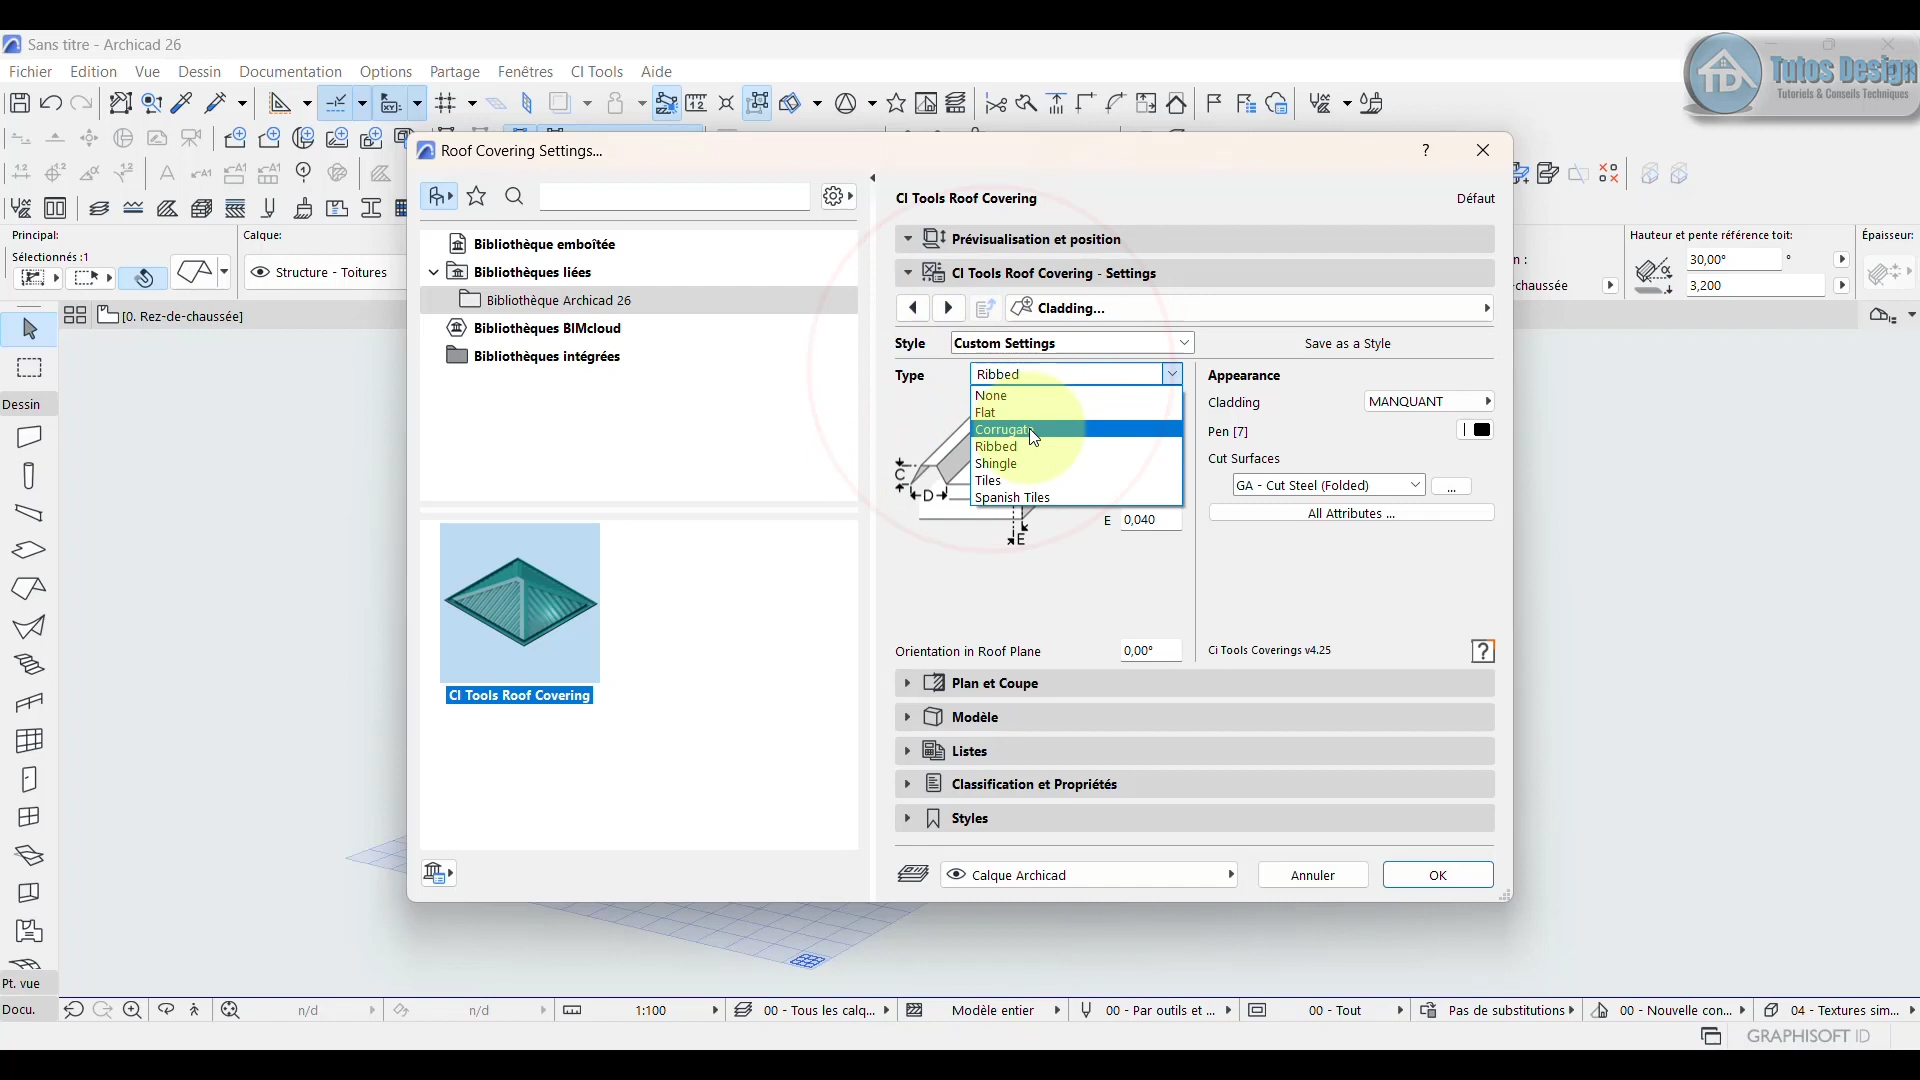 Sans titre - Archicad 26
Tutos Design
Tutoriels & Conseils Techniques
Fichier Edition Vue Dessin Documentation Options Partage Fenêtres CI Tools Aide
Roof Covering Settings...
?
Principal:
Sélectionnés :1
Calque:
Structure - Toitures
[0. Rez-de-chaussée]
Dessin
Pt. vue
Docu.
Bibliothèque emboîtée
Bibliothèques liées
Bibliothèque Archicad 26
Bibliothèques BIMcloud
Bibliothèques intégrées
CI Tools Roof Covering
CI Tools Roof Covering
Défaut
Prévisualisation et position
CI Tools Roof Covering - Settings
Cladding...
Style Custom Settings Save as a Style
Type Ribbed
None
Flat
Corrugate
Ribbed
Shingle
Tiles
Spanish Tiles
C
D
E
E 0,040
Appearance
Cladding MANQUANT
Pen [7]
Cut Surfaces
GA - Cut Steel (Folded) ...
All Attributes ...
Orientation in Roof Plane 0,00°
Ci Tools Coverings v4.25
?
Plan et Coupe
Modèle
Listes
Classification et Propriétés
Styles
Calque Archicad Annuler OK
n :
chaussée
Hauteur et pente référence toit:
30,00° °
3,200
Épaisseur:
n/d n/d 1:100 00 - Tous les calq... Modèle entier 00 - Par outils et ... 00 - Tout Pas de substitutions 00 - Nouvelle con... 04 - Textures sim...
GRAPHISOFT ID